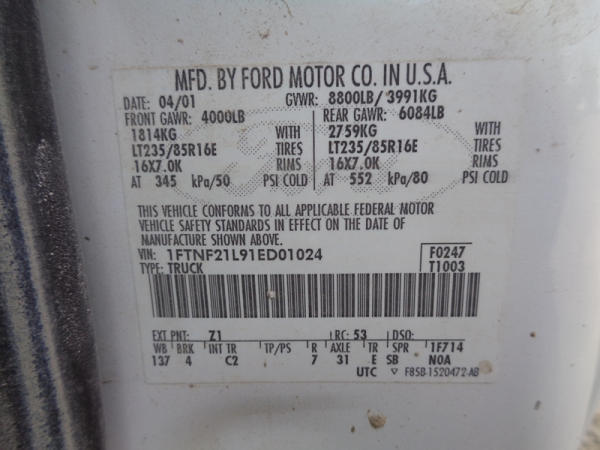 MFD. BY FORD MOTOR CO. IN U.S.A.
DATE: 04/01 GVWR: 8800LB/ 3991KG
FRONT GAWR: 4000LB REAR GAWR: 6084LB
1814KG WITH 2759KG WITH
LT235/85R16E TIRES LT235/85R16E TIRES
16X7.0K RIMS 16X7.0K RIMS
AT 345 kPa/50 PSI COLD AT 552 kPa/80 PSI COLD
THIS VEHICLE CONFORMS TO ALL APPLICABLE FEDERAL MOTOR
VEHICLE SAFETY STANDARDS IN EFFECT ON THE DATE OF
MANUFACTURE SHOWN ABOVE.
VIN: 1FTNF21L91ED01024 F0247
TYPE: TRUCK T1003
EXT PNT: Z1 RC: 53 DSO:
WB BRK INT TR TP/PS R AXLE TR SPR 1F714
137 4 C2 7 31 E SB N0A
UTC F85B-1520472-AB